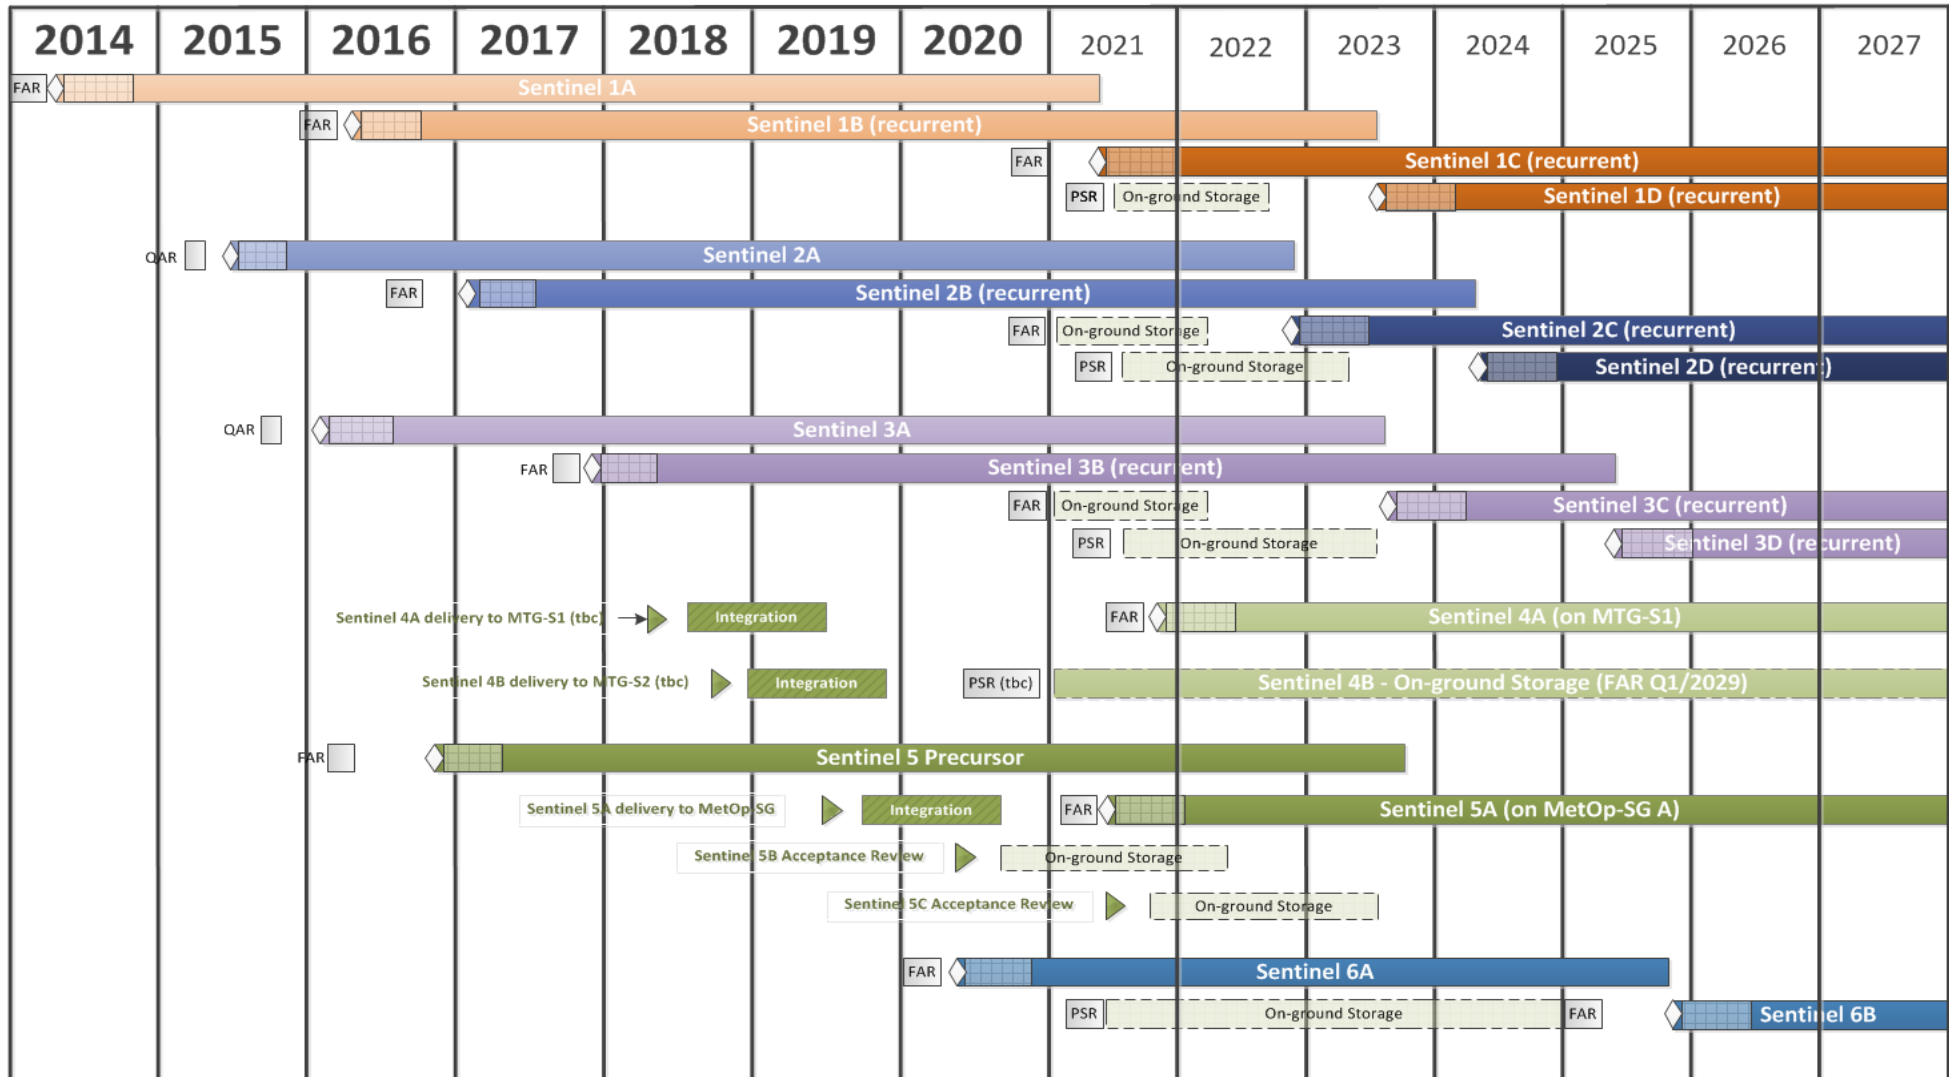 2014 2015 2016 2017 2018 2019 2020 2021 2022 2023 2024 2025 2026 2027
FAR Sentinel 1A
FAR Sentinel 1B (recurrent)
FAR Sentinel 1C (recurrent)
PSR On-ground Storage Sentinel 1D (recurrent)
QAR Sentinel 2A
FAR Sentinel 2B (recurrent)
FAR On-ground Storage Sentinel 2C (recurrent)
PSR On-ground Storage Sentinel 2D (recurrent)
QAR Sentinel 3A
FAR Sentinel 3B (recurrent)
FAR On-ground Storage Sentinel 3C (recurrent)
PSR On-ground Storage Sentinel 3D (recurrent)
Sentinel 4A delivery to MTG-S1 (tbc) Integration FAR Sentinel 4A (on MTG-S1)
Sentinel 4B delivery to MTG-S2 (tbc) Integration PSR (tbc) Sentinel 4B - On-ground Storage (FAR Q1/2029)
FAR Sentinel 5 Precursor
Sentinel 5A delivery to MetOp-SG Integration FAR Sentinel 5A (on MetOp-SG A)
Sentinel 5B Acceptance Review On-ground Storage
Sentinel 5C Acceptance Review On-ground Storage
FAR Sentinel 6A
PSR On-ground Storage FAR Sentinel 6B